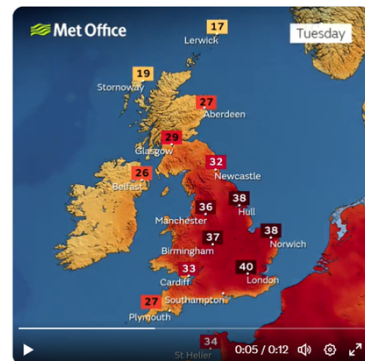 Met Office
Tuesday
17
Lerwick
19
Stornoway
27
Aberdeen
29
Glasgow
32
Newcastle
26
Belfast
38
Hull
36
Manchester
38
Norwich
37
Birmingham
40
London
33
Cardiff
Southampton
27
Plymouth
34
St Helier
0:05 / 0:12